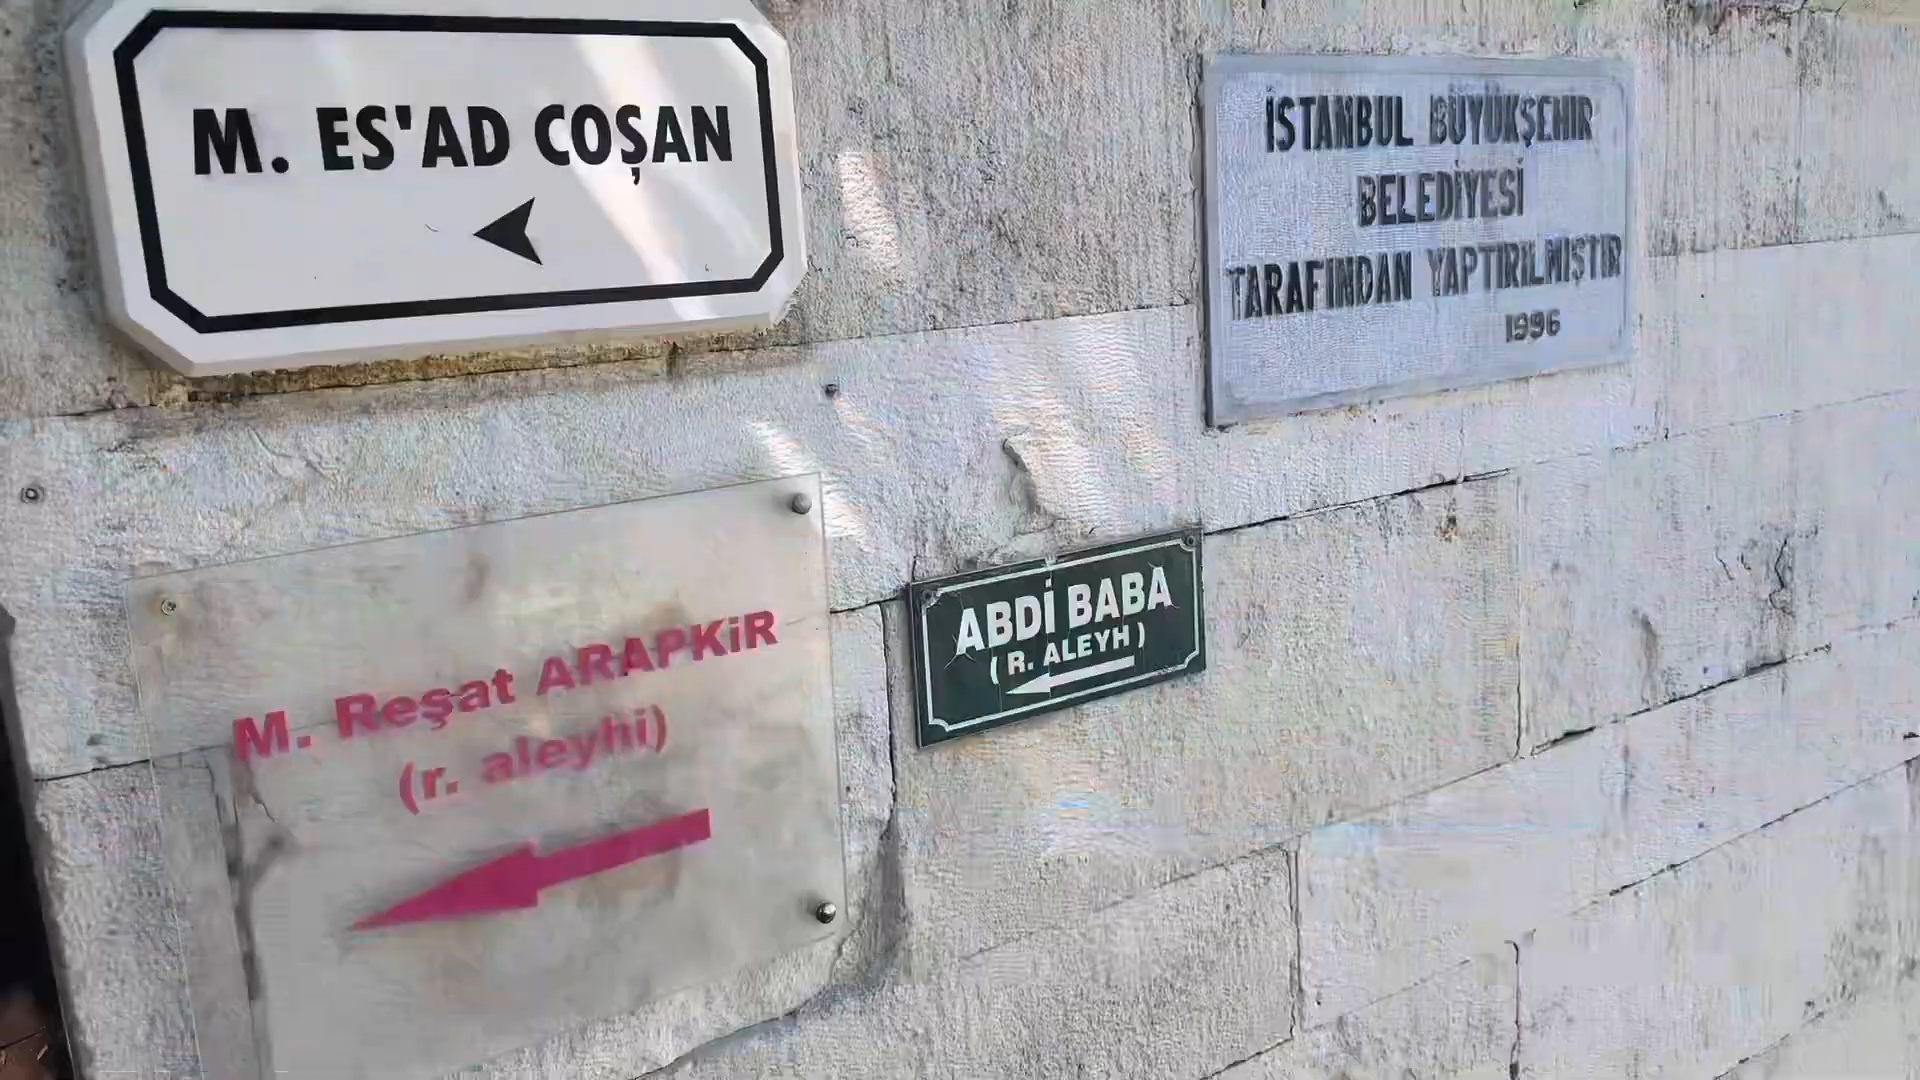 M. ES'AD COŞAN
İSTANBUL BÜYÜKŞEHİR
BELEDİYESİ
TARAFINDAN YAPTIRILMIŞTIR
1996
M. Reşat ARAPKiR
(r. aleyhi)
ABDİ BABA
( R. ALEYH )